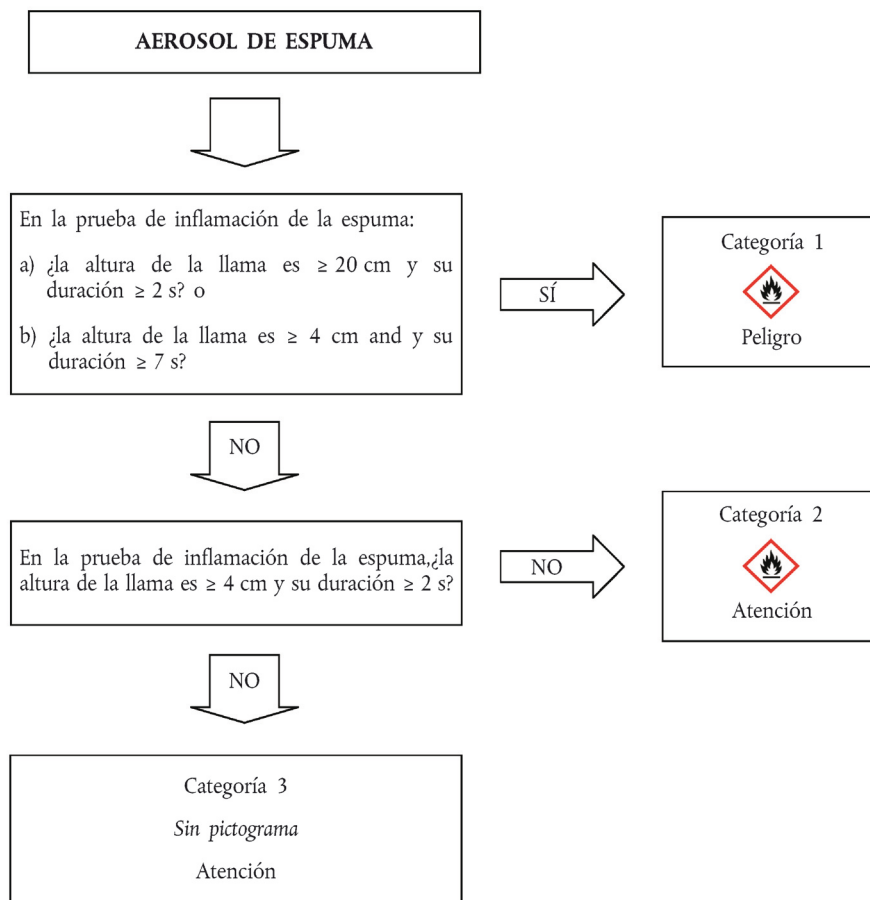 AEROSOL DE ESPUMA
En la prueba de inflamación de la espuma:
a) ¿la altura de la llama es ≥ 20 cm y su
duración ≥ 2 s? o
b) ¿la altura de la llama es ≥ 4 cm and y su
duración ≥ 7 s?
SÍ
Categoría 1
Peligro
NO
En la prueba de inflamación de la espuma,¿la
altura de la llama es ≥ 4 cm y su duración ≥ 2 s?
NO
Categoría 2
Atención
NO
Categoría 3
Sin pictograma
Atención